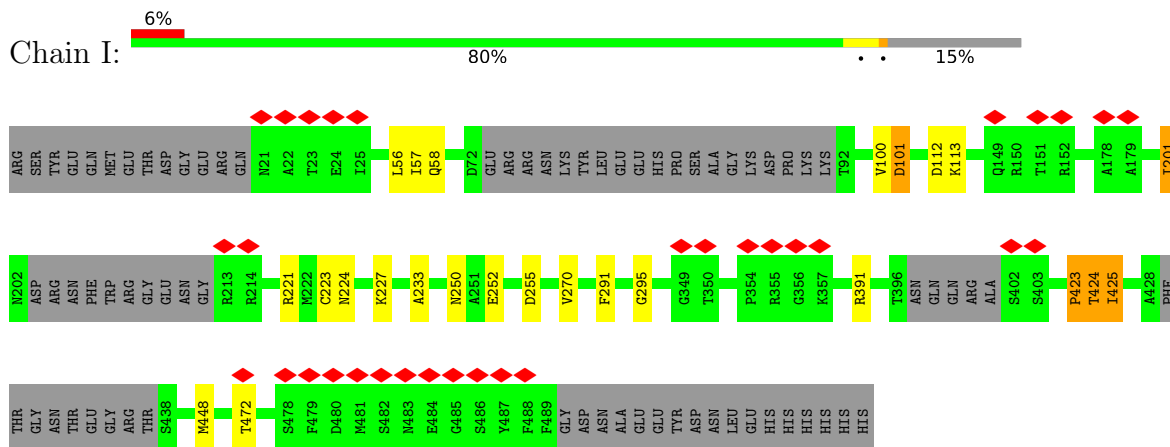 6%
Chain I:
80%
•
•
15%
ARG SER TYR GLU GLN MET GLU THR ASP GLY GLU ARG GLN N21 A22 T23 E24 I25 L56 I57 Q58 D72 GLU ARG ARG ASN LYS TYR LEU GLU GLU HIS PRO SER ALA GLY LYS ASP PRO LYS LYS T92 V100 D101 D112 K113 Q149 R150 T151 R152 A178 A179 I201
N202 ASP ARG ASN PHE TRP ARG GLY GLU ASN GLY R213 R214 R221 M222 C223 N224 K227 A233 N250 A251 E252 D255 V270 F291 G295 G349 T350 P354 R355 G356 K357 R391 T396 ASN GLN GLN ARG ALA S402 S403 P423 T424 I425 A428 PHE
THR GLY ASN THR GLU GLY ARG THR S438 M448 T472 S478 F479 D480 M481 S482 N483 E484 G485 S486 Y487 F488 F489 GLY ASP ASN ALA GLU GLU TYR ASP ASN LEU GLU HIS HIS HIS HIS HIS HIS